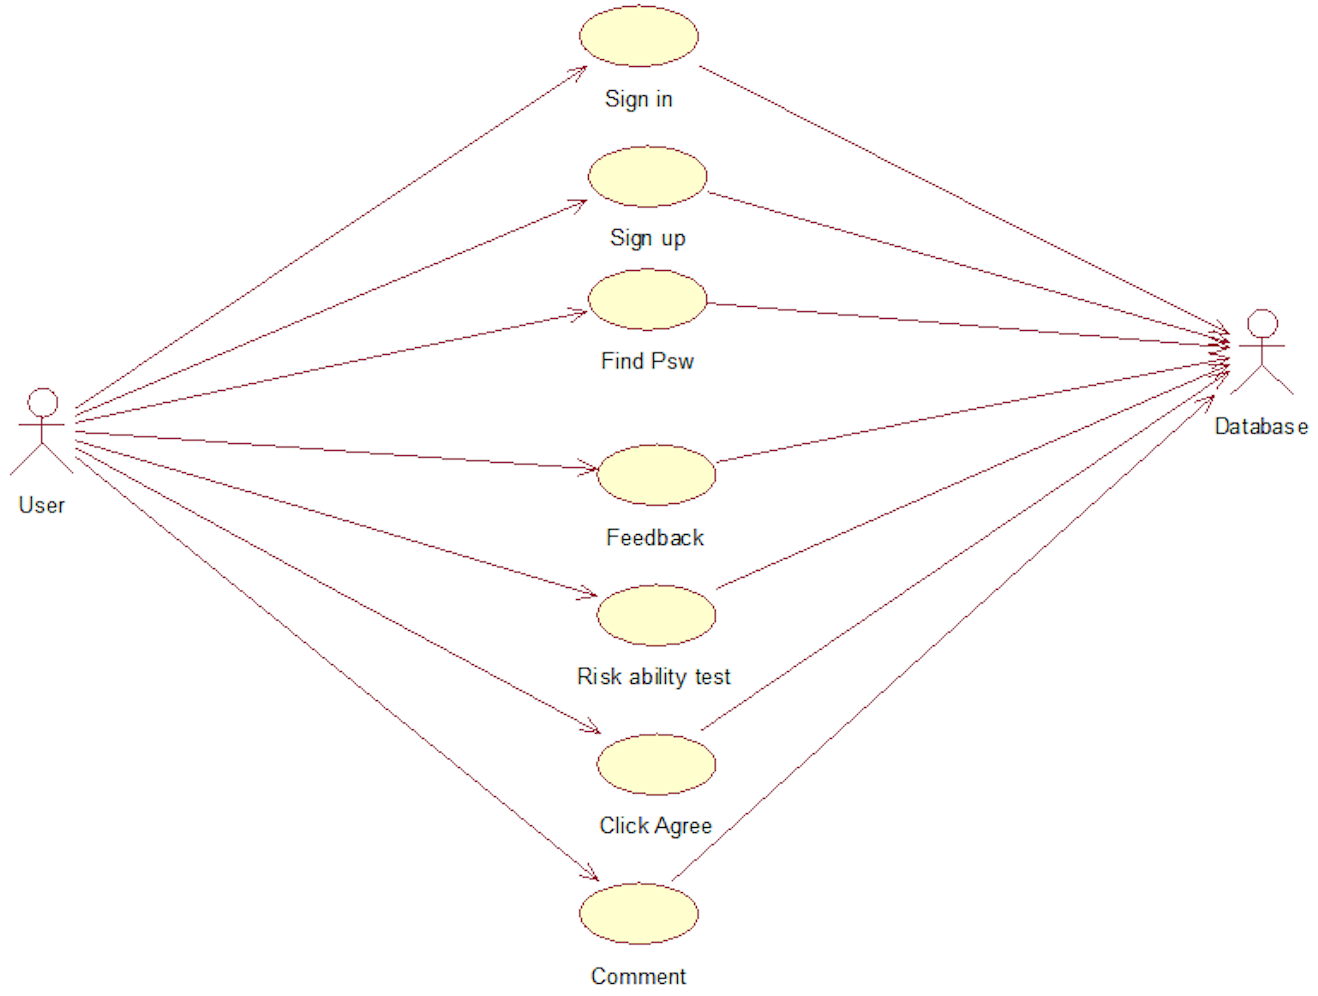 Sign in
Sign up
Find Psw
Database
User
Feedback
Risk ability test
Click Agree
Comment